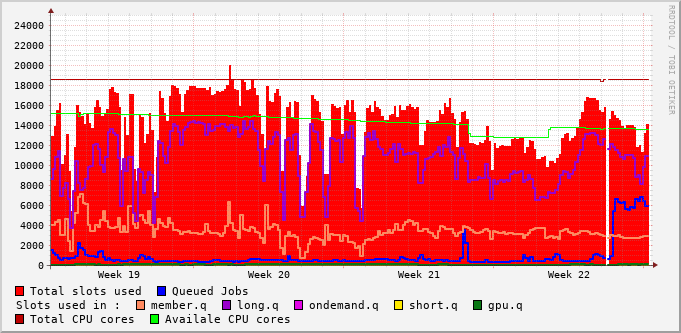 RRDTOOL / TOBI OETIKER
24000
22000
20000
18000
16000
14000
12000
10000
8000
6000
4000
2000
0
Week 19 Week 20 Week 21 Week 22
Total slots used Queued Jobs
Slots used in : member.q long.q ondemand.q short.q gpu.q
Total CPU cores Availale CPU cores